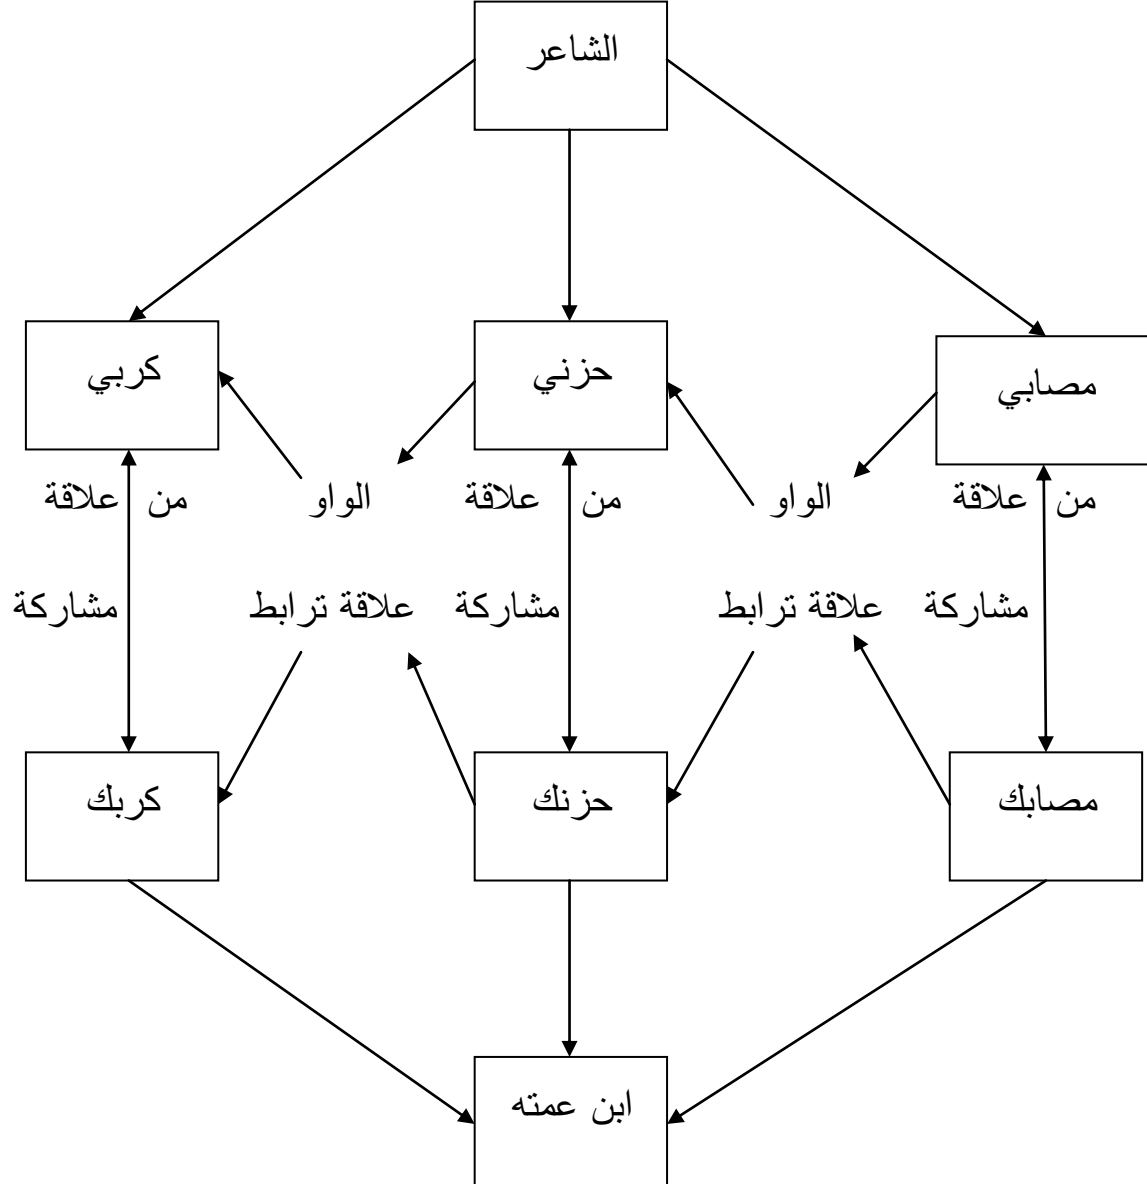 الشاعر
مصابي
حزني
كربي
من علاقة
الواو
من علاقة
الواو
من علاقة
مشاركة
علاقة ترابط
مشاركة
علاقة ترابط
مشاركة
مصابك
حزنك
كربك
ابن عمته